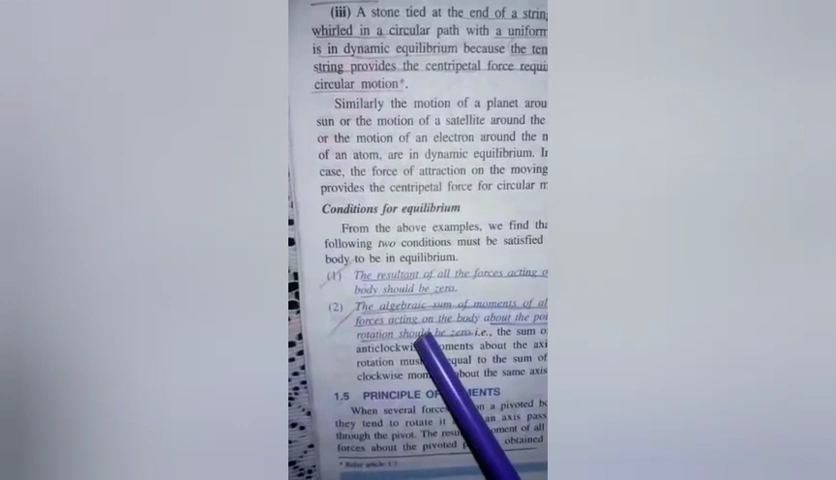 (iii) A stone tied at the end of a strin
whirled in a circular path with a uniform
is in dynamic equilibrium because the ten
string provides the centripetal force requi
circular motion*.
Similarly the motion of a planet arou
sun or the motion of a satellite around the
or the motion of an electron around the n
of an atom, are in dynamic equilibrium. I
case, the force of attraction on the moving
provides the centripetal force for circular m
Conditions for equilibrium
From the above examples, we find tha
following two conditions must be satisfied
body to be in equilibrium.
(1) The resultant of all the forces acting o
body should be zero.
(2) The algebraic sum of moments of al
forces acting on the body about the poi
rotation should be zero i.e., the sum o
anticlockwi oments about the axi
rotation mus equal to the sum of
clockwise mom about the same axis
1.5 PRINCIPLE OF MENTS
When several force on a pivoted bo
they tend to rotate it an axis pass
through the pivot. The resu oment of all
forces about the pivoted p obtained
* Refer article 1.7